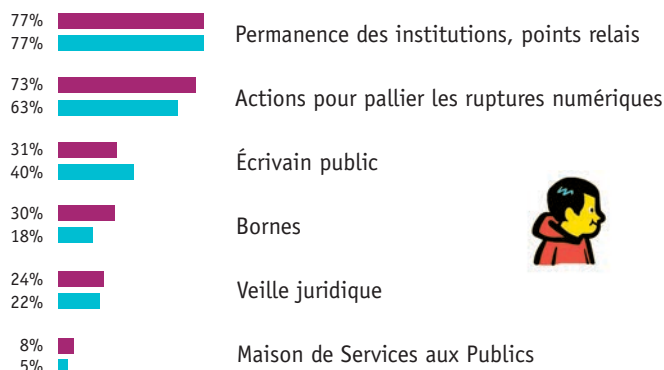 77%
77%
Permanence des institutions, points relais
73%
63%
Actions pour pallier les ruptures numériques
31%
40%
Écrivain public
30%
18%
Bornes
24%
22%
Veille juridique
8%
5%
Maison de Services aux Publics